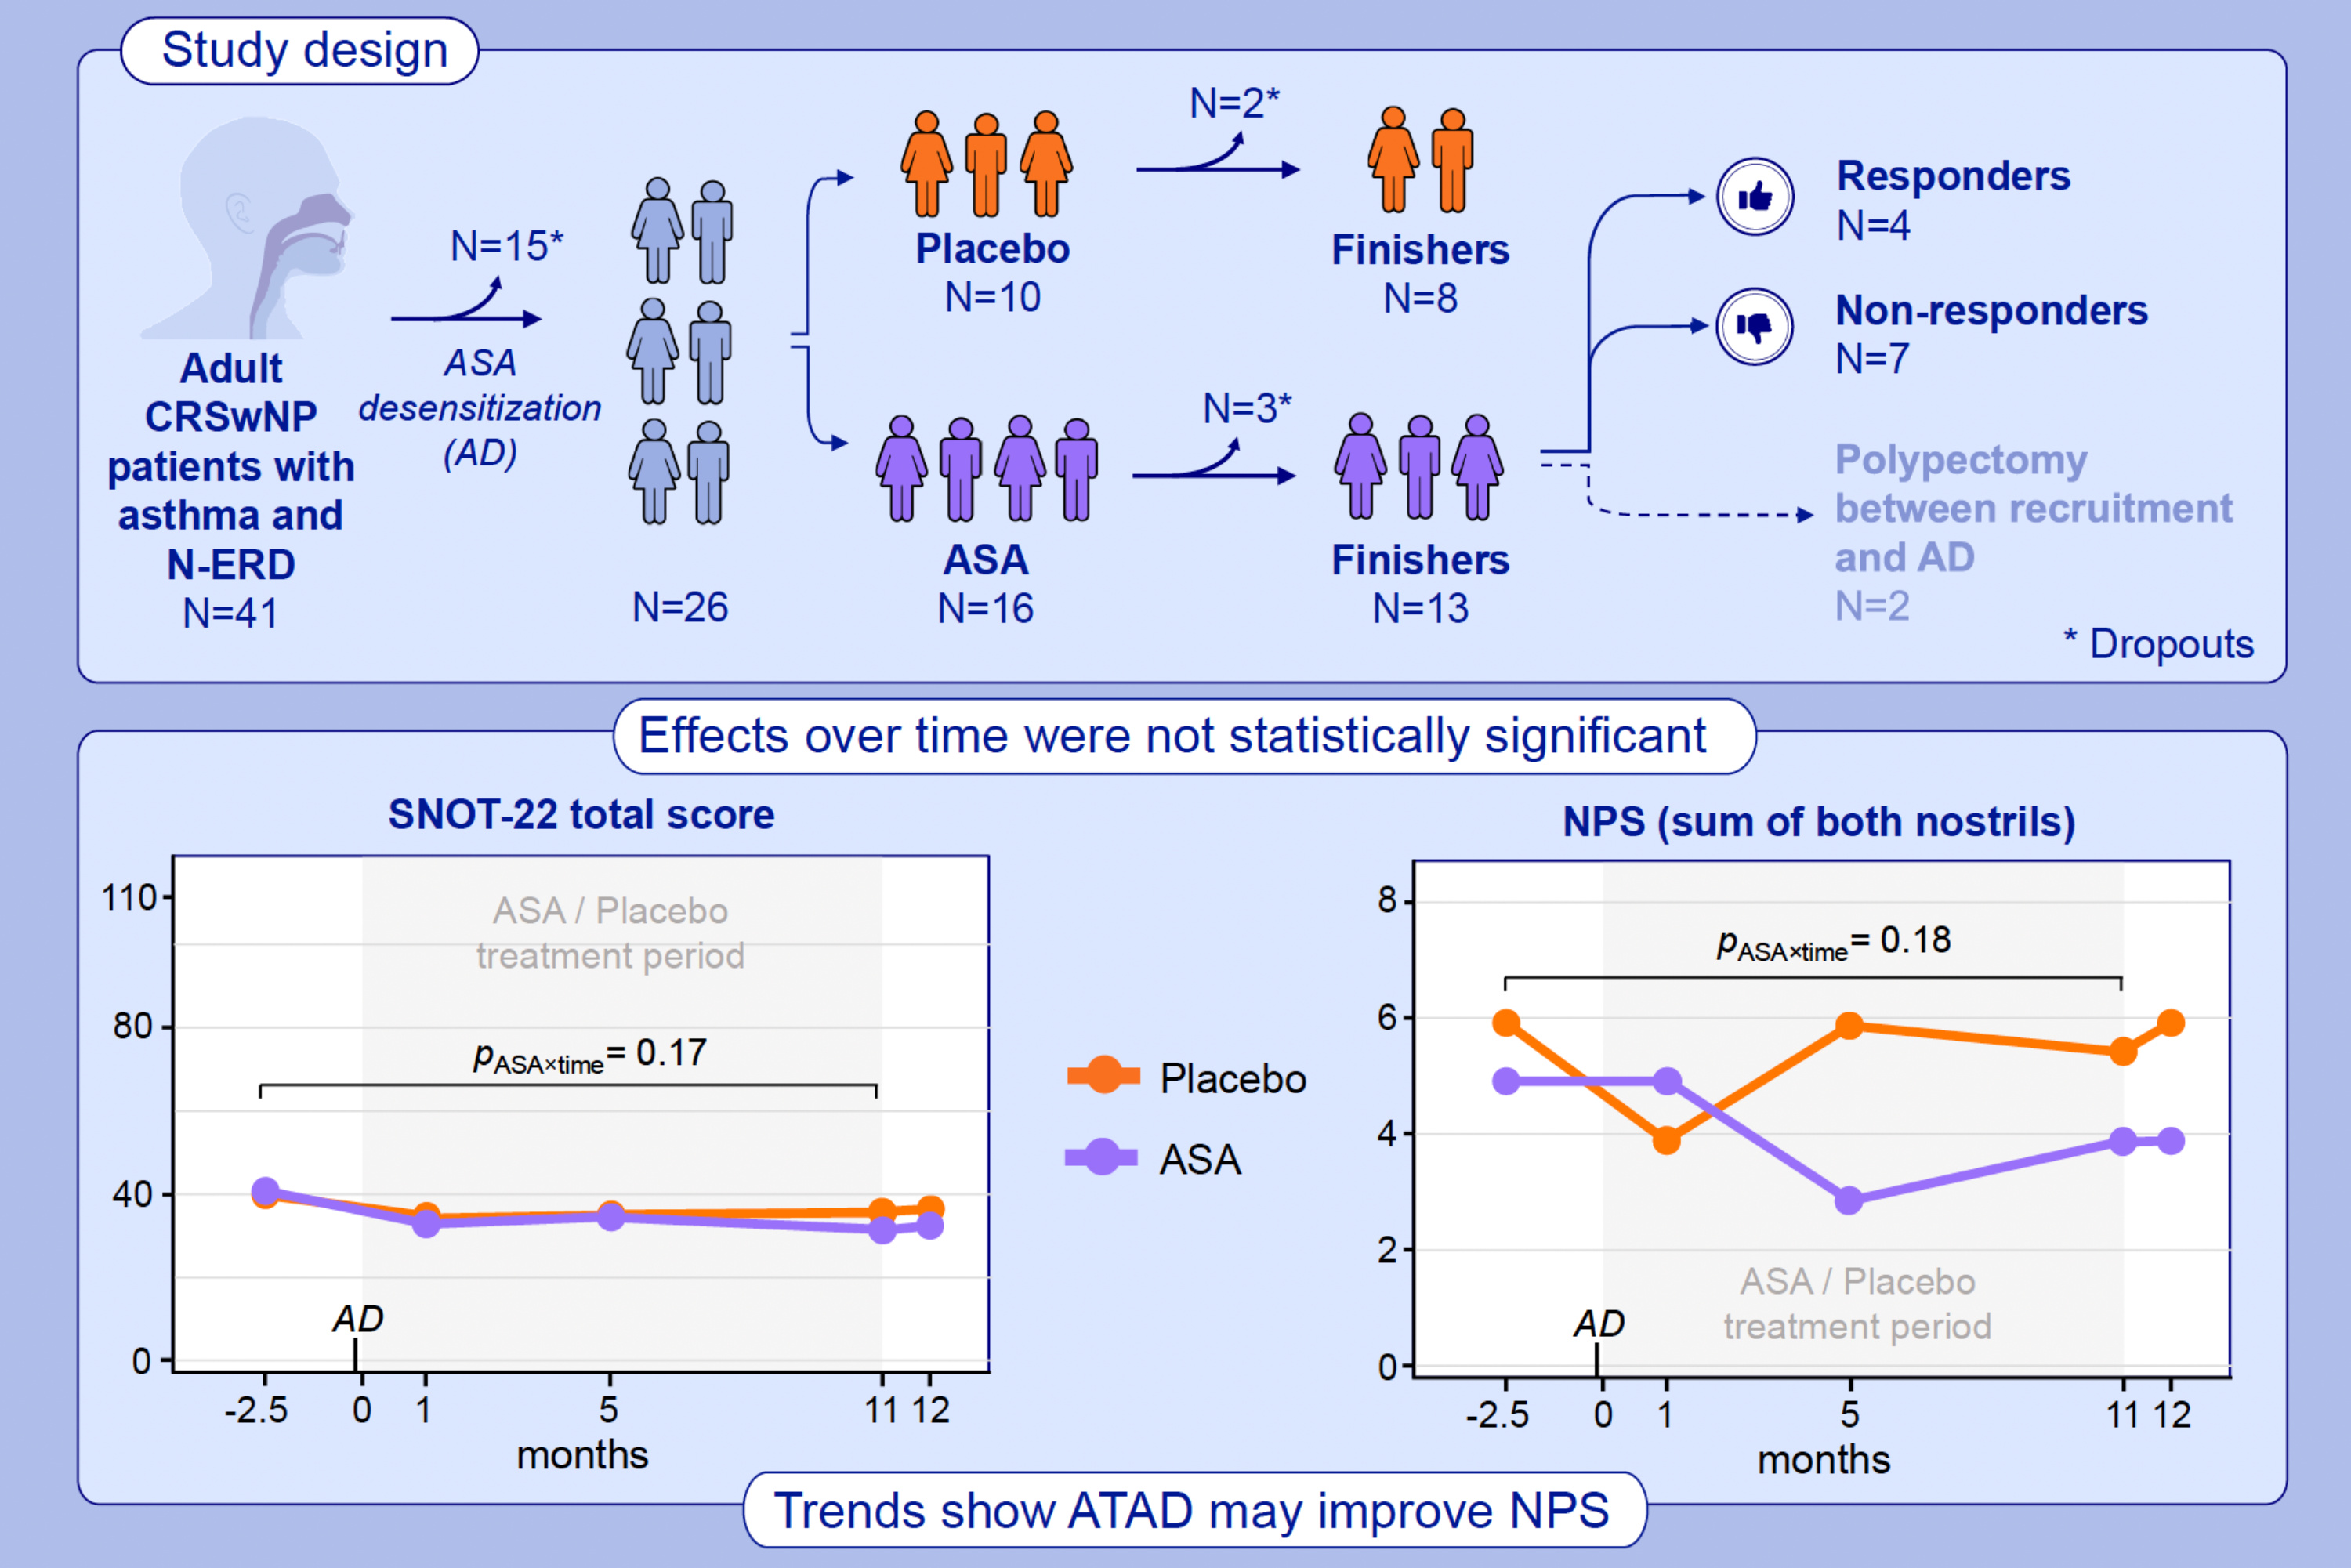 Study design
Adult
CRSwNP
patients with
asthma and
N-ERD
N=41
N=15*
ASA
desensitization
(AD)
N=26
Placebo
N=10
N=2*
Finishers
N=8
ASA
N=16
N=3*
Finishers
N=13
Responders
N=4
Non-responders
N=7
Polypectomy
between recruitment
and AD
N=2
* Dropouts
Effects over time were not statistically significant
SNOT-22 total score
110
80
40
0
ASA / Placebo
treatment period
pASA×time= 0.17
AD
-2.5 0 1 5 11 12
months
Placebo
ASA
NPS (sum of both nostrils)
8
6
4
2
0
pASA×time= 0.18
ASA / Placebo
treatment period
AD
-2.5 0 1 5 11 12
months
Trends show ATAD may improve NPS